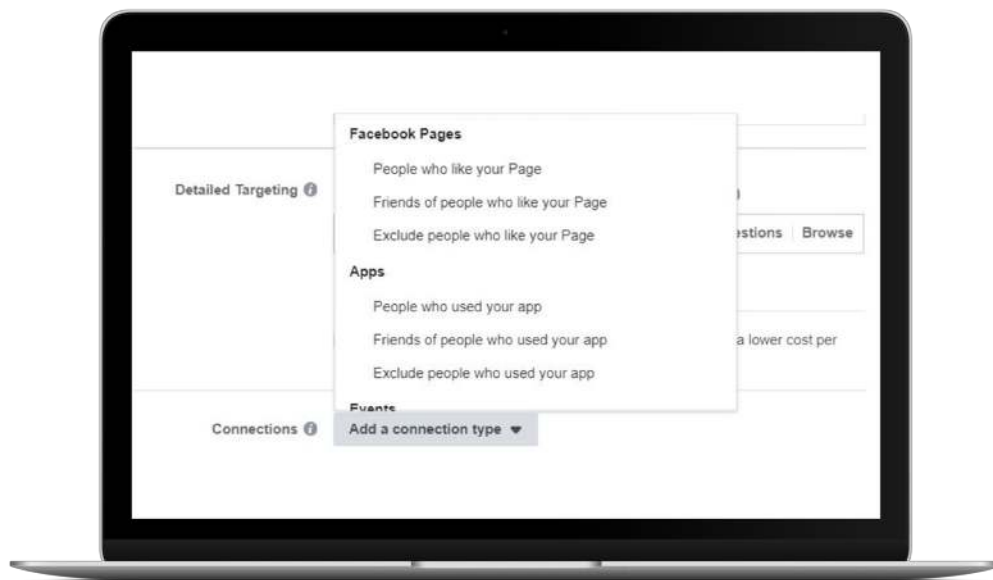 Facebook Pages
People who like your Page
Detailed Targeting
Friends of people who like your Page
Exclude people who like your Page
Browse
Apps
People who used your app
Friends of people who used your app
a lower cost per
Exclude people who used your app
Events
Connections
Add a connection type